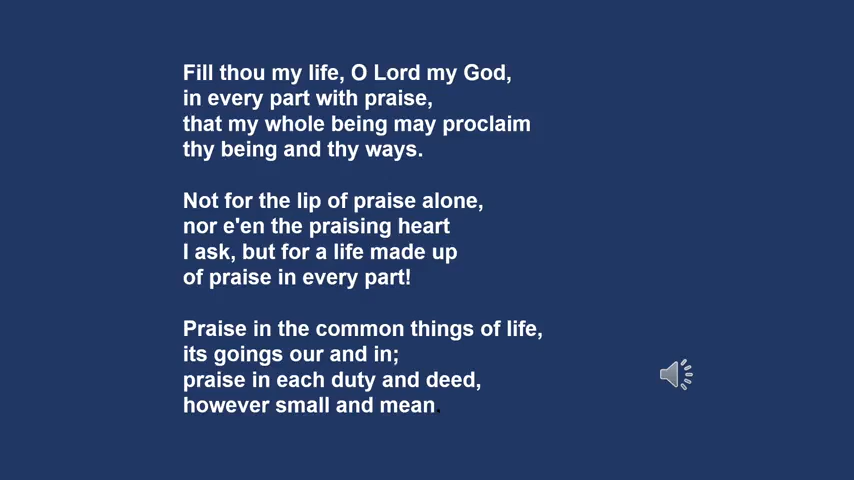 Fill thou my life, O Lord my God,
in every part with praise,
that my whole being may proclaim
thy being and thy ways.
Not for the lip of praise alone,
nor e'en the praising heart
I ask, but for a life made up
of praise in every part!
Praise in the common things of life,
its goings our and in;
praise in each duty and deed,
however small and mean.